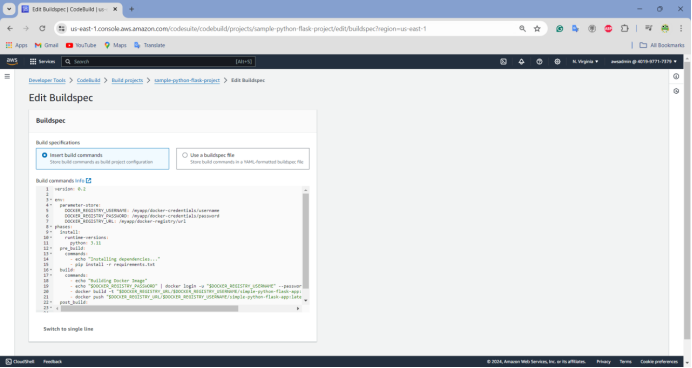 Edit Buildspec | CodeBuild | us-
us-east-1.console.aws.amazon.com/codesuite/codebuild/projects/sample-python-flask-project/edit/buildspec?region=us-east-1
Apps Gmail YouTube Maps Translate All Bookmarks
aws Services Search [Alt+S] N. Virginia
Developer Tools > CodeBuild > Build projects > sample-python-flask-project > Edit Buildspec
Edit Buildspec
Buildspec
Build specifications
Insert build commands
Store build commands as build project configuration
Use a buildspec file
Store build commands in a YAML-formatted buildspec file
Build commands Info
1 version: 0.2
2
3 env:
4 parameter-store:
5 DOCKER_REGISTRY_USERNAME: /myapp/docker-credentials/username
6 DOCKER_REGISTRY_PASSWORD: /myapp/docker-credentials/password
7 DOCKER_REGISTRY_URL: /myapp/docker-registry/url
8 phases:
9 install:
10 runtime-versions:
11 python: 3.11
12 pre_build:
13 commands:
14 - echo "Installing dependencies..."
15 - pip install -r requirements.txt
16 build:
17 commands:
18 - echo "Building Docker Image"
19 - echo "$DOCKER_REGISTRY_PASSWORD" | docker login -u "$DOCKER_REGISTRY_USERNAME" --passwor
20 - docker build -t "$DOCKER_REGISTRY_URL/$DOCKER_REGISTRY_USERNAME/simple-python-flask-app:
21 - docker push "$DOCKER_REGISTRY_URL/$DOCKER_REGISTRY_USERNAME/simple-python-flask-app:late
22 post_build:
23
Switch to single line
CloudShell Feedback © 2024, Amazon Web Services, Inc. or its affiliates. Privacy Terms Cookie preferences